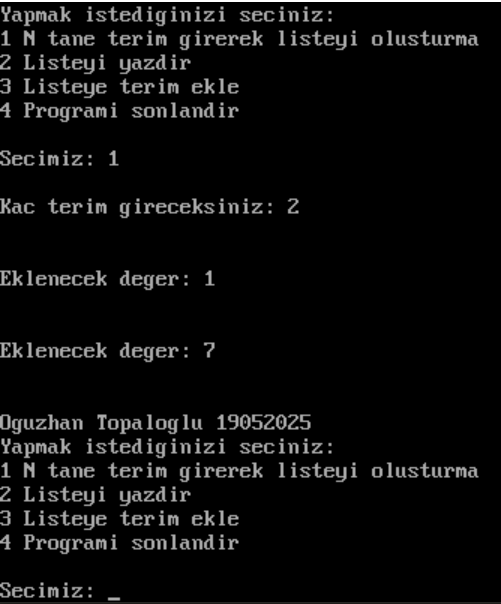 Yapmak istediginizi seciniz:
1 N tane terim girerek listeyi olusturma
2 Listeyi yazdir
3 Listeye terim ekle
4 Programi sonlandir
Secimiz: 1
Kac terim gireceksiniz: 2
Eklenecek deger: 1
Eklenecek deger: 7
Oguzhan Topaloglu 19052025
Yapmak istediginizi seciniz:
1 N tane terim girerek listeyi olusturma
2 Listeyi yazdir
3 Listeye terim ekle
4 Programi sonlandir
Secimiz: _